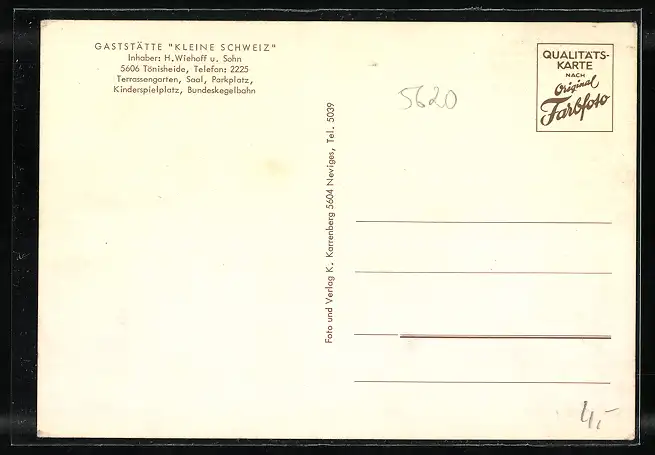 GASTSTÄTTE "KLEINE SCHWEIZ"
Inhaber: H. Wiehoff u. Sohn
5606 Tönisheide, Telefon: 2225
Terrassengarten, Saal, Parkplatz,
Kinderspielplatz, Bundeskegelbahn
Foto und Verlag K. Karrenberg 5604 Neviges, Tel. 5039
5620
QUALITÄTS-
KARTE
NACH
Original
Farbfoto
4,-